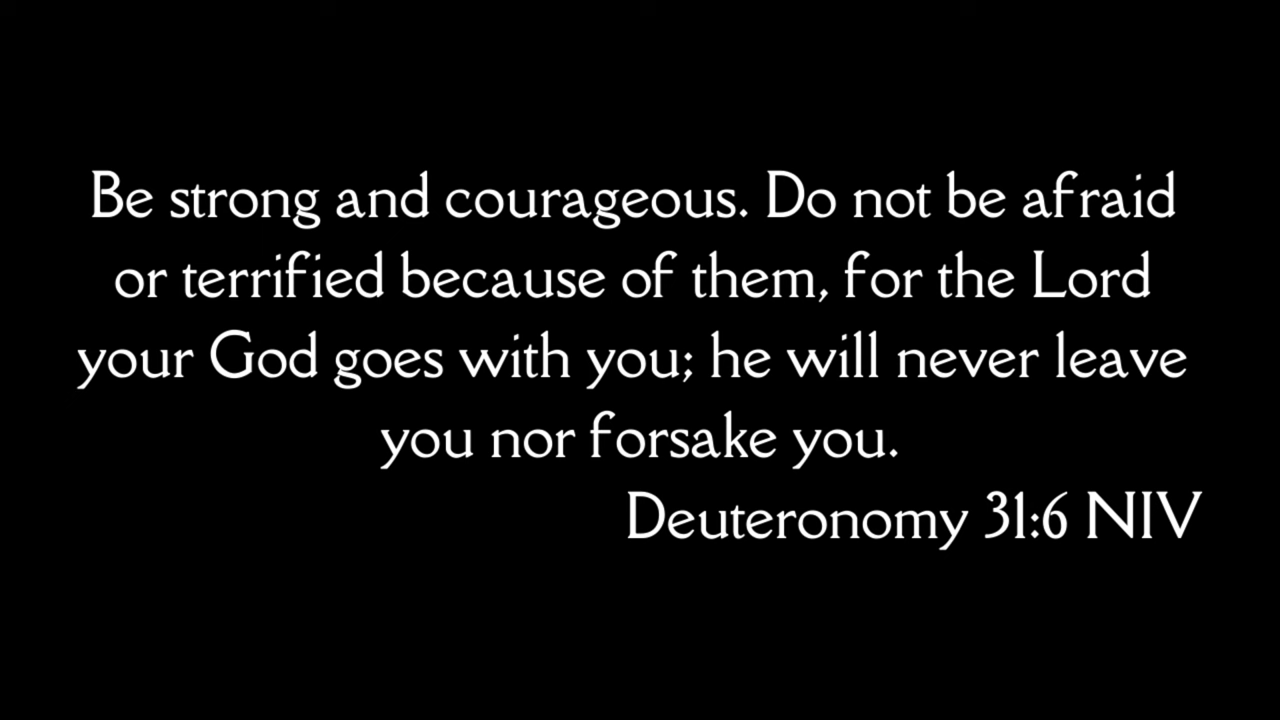 Be strong and courageous. Do not be afraid
or terrified because of them, for the Lord
your God goes with you; he will never leave
you nor forsake you.
Deuteronomy 31:6 NIV